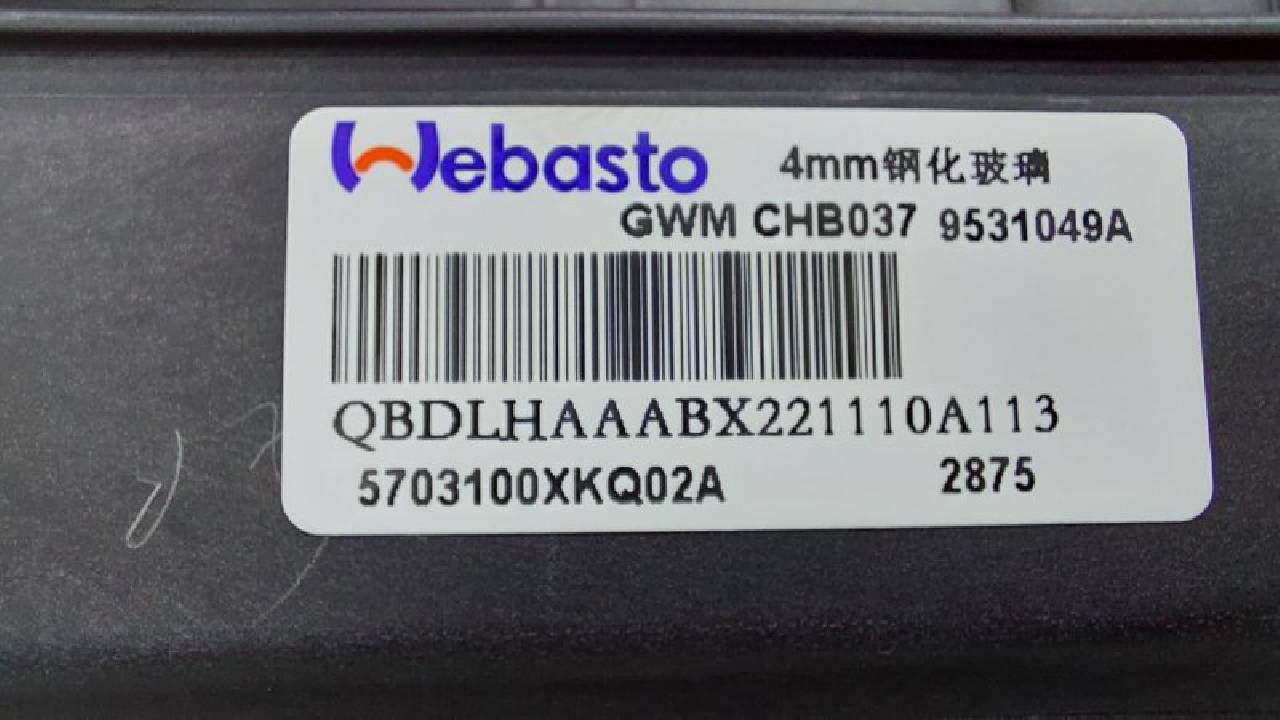 Webasto 4mm钢化玻璃
GWM CHB037 9531049A
QBDLHAAABX221110A113
5703100XKQ02A 2875